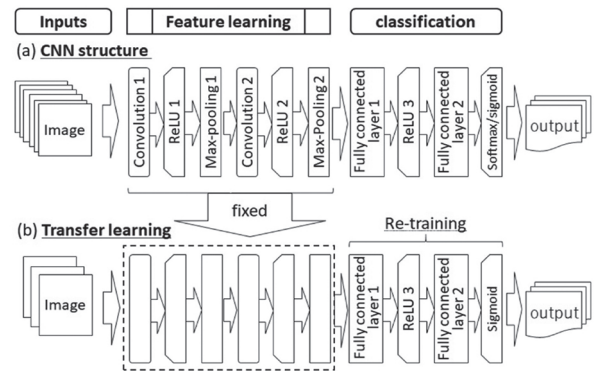 Inputs
Feature learning
classification
(a) CNN structure
Image
Convolution 1
ReLU 1
Max-pooling 1
Convolution 2
ReLU 2
Max-Pooling 2
Fully connected
layer 1
ReLU 3
Fully connected
layer 2
Softmax/sigmoid
output
fixed
(b) Transfer learning
Re-training
Image
Fully connected
layer 1
ReLU 3
Fully connected
layer 2
Sigmoid
output